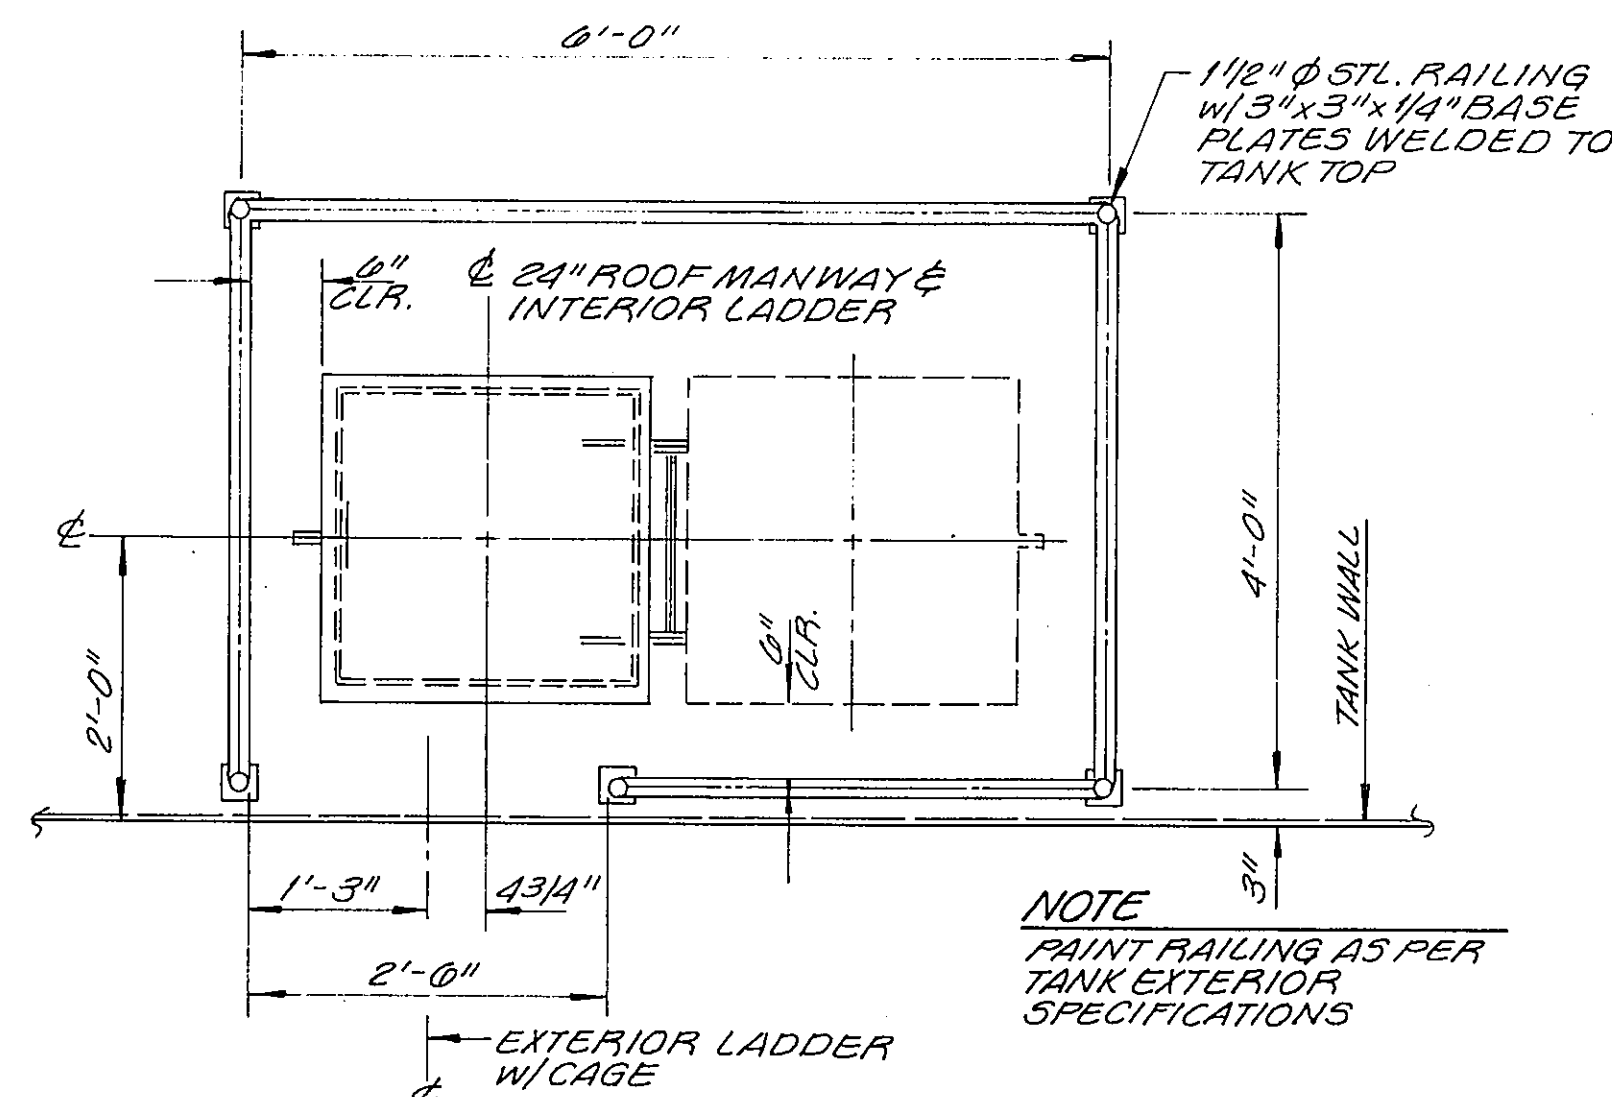 6'-0"
1 1/2" φ STL. RAILING
w/ 3"x3"x1/4" BASE
PLATES WELDED TO
TANK TOP
6"
CLR.
℄ 24" ROOF MANWAY &
INTERIOR LADDER
℄
2'-0"
6"
CLR.
4'-0"
TANK WALL
3"
1'-3"
4 3/4"
2'-6"
NOTE
PAINT RAILING AS PER
TANK EXTERIOR
SPECIFICATIONS
EXTERIOR LADDER
W/ CAGE
℄